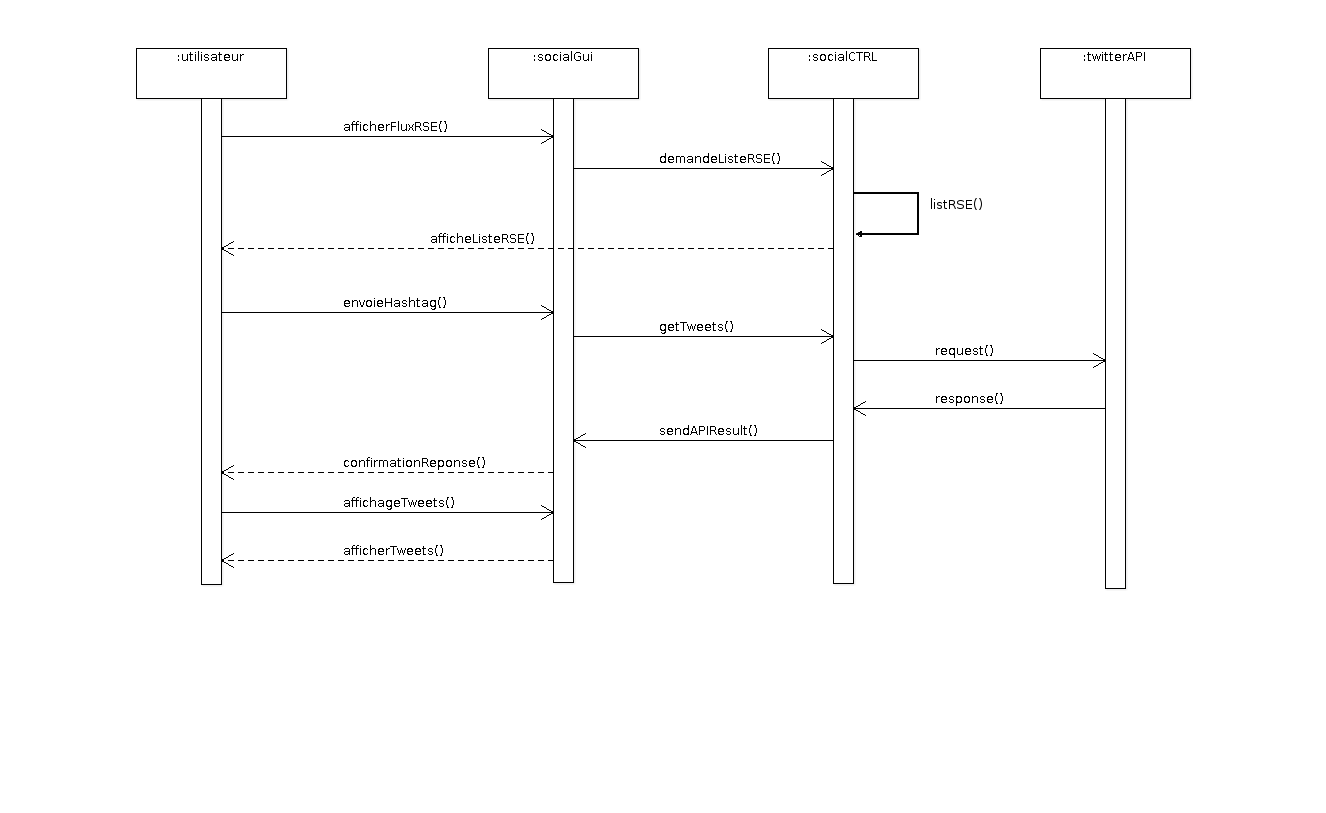 :utilisateur
:socialGui
:socialCTRL
:twitterAPI
afficherFluxRSE()
demandeListeRSE()
listRSE()
afficheListeRSE()
envoieHashtag()
getTweets()
request()
response()
sendAPIResult()
confirmationReponse()
affichageTweets()
afficherTweets()